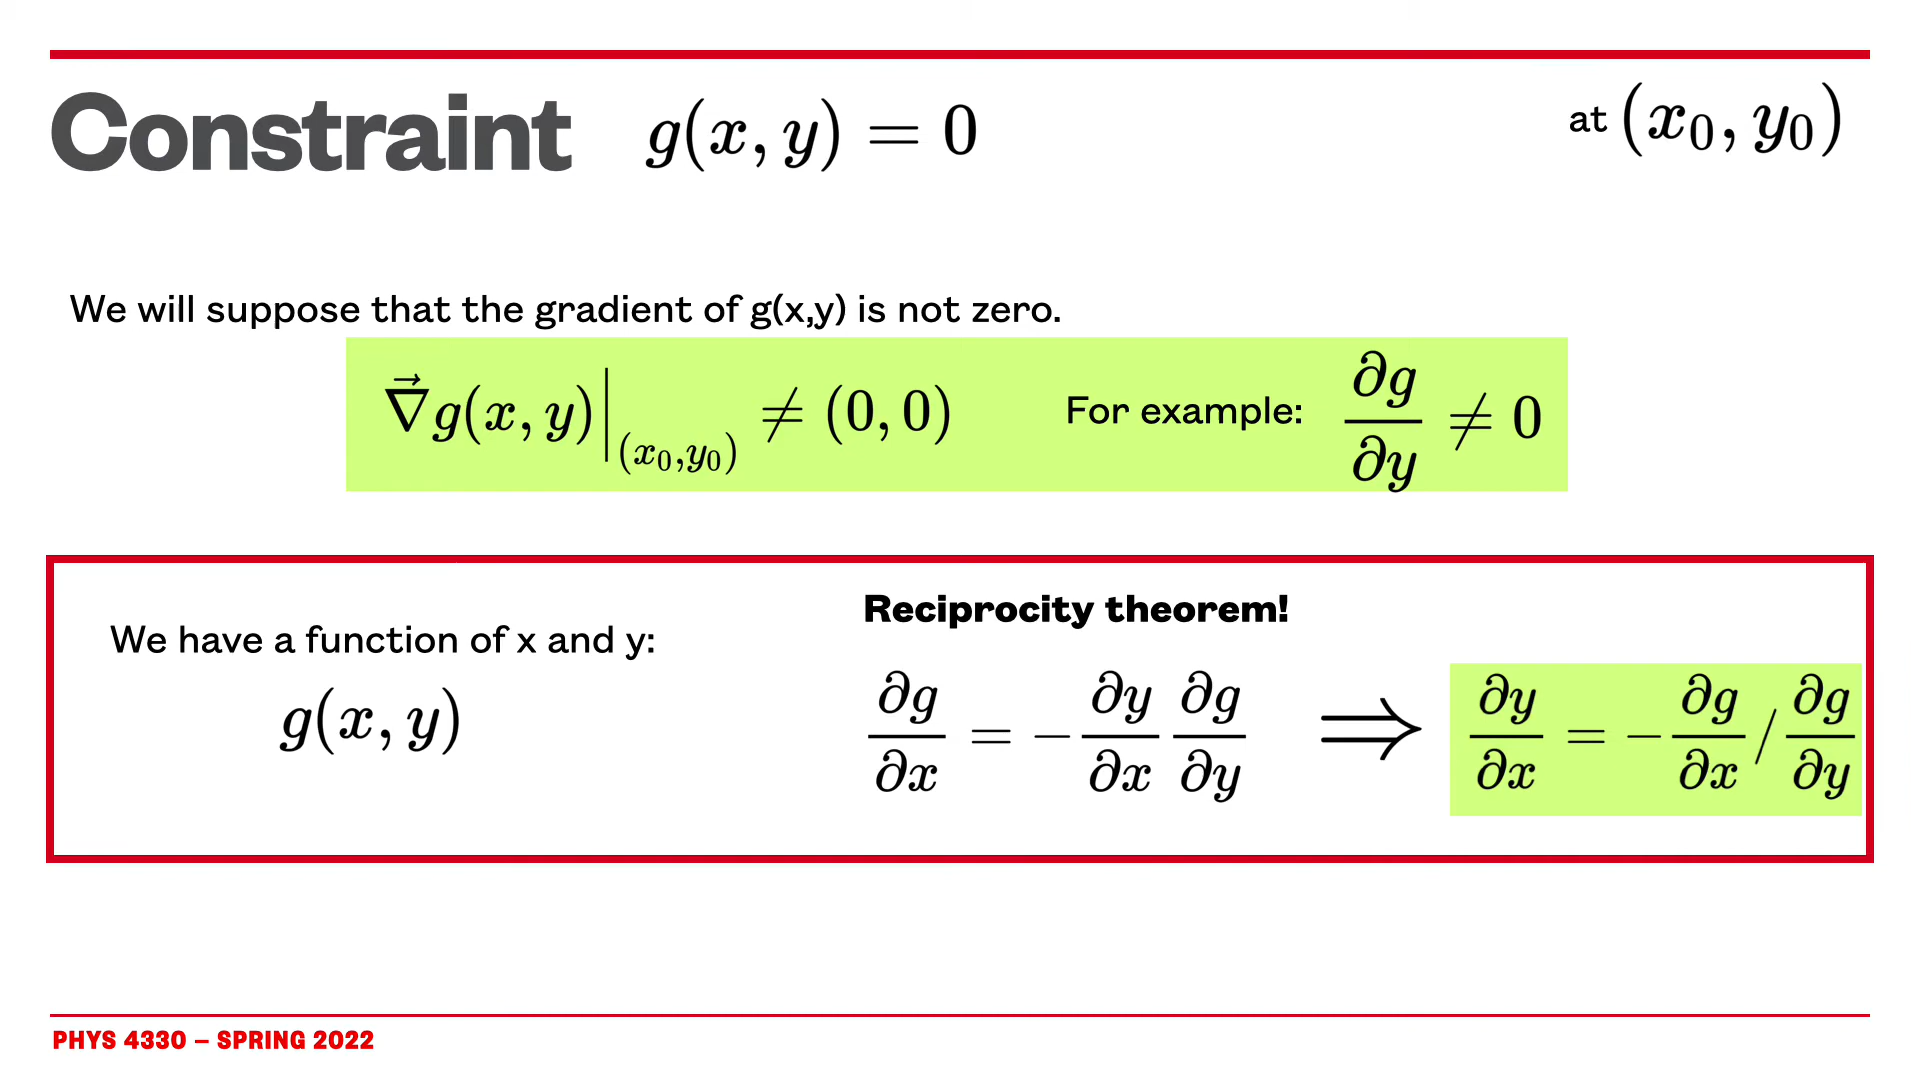 Constraint g(x, y) = 0
at (x₀, y₀)
We will suppose that the gradient of g(x,y) is not zero.
∇⃗g(x, y)|₍ₓ₀,ᵧ₀₎ ≠ (0, 0) For example: ∂g/∂y ≠ 0
Reciprocity theorem!
We have a function of x and y:
g(x, y)
∂g/∂x = −∂y/∂x ∂g/∂y ⟹ ∂y/∂x = −∂g/∂x / ∂g/∂y
PHYS 4330 – SPRING 2022